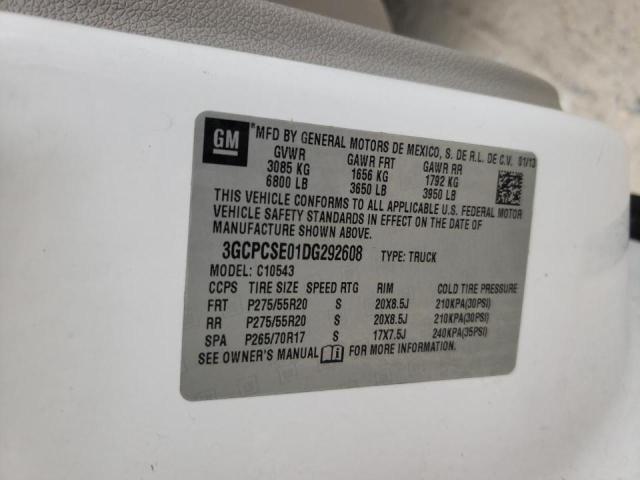 GM ®MFD BY GENERAL MOTORS DE MEXICO, S. DE R.L. DE C.V. 01/13
GVWR GAWR FRT GAWR RR
3085 KG 1656 KG 1792 KG
6800 LB 3650 LB 3950 LB
THIS VEHICLE CONFORMS TO ALL APPLICABLE U.S. FEDERAL MOTOR
VEHICLE SAFETY STANDARDS IN EFFECT ON THE DATE OF
MANUFACTURE SHOWN ABOVE.
3GCPCSE01DG292608 TYPE: TRUCK
MODEL: C10543
CCPS TIRE SIZE SPEED RTG RIM COLD TIRE PRESSURE
FRT P275/55R20 S 20X8.5J 210KPA(30PSI)
RR P275/55R20 S 20X8.5J 210KPA(30PSI)
SPA P265/70R17 S 17X7.5J 240KPA(35PSI)
SEE OWNER'S MANUAL FOR MORE INFORMATION.